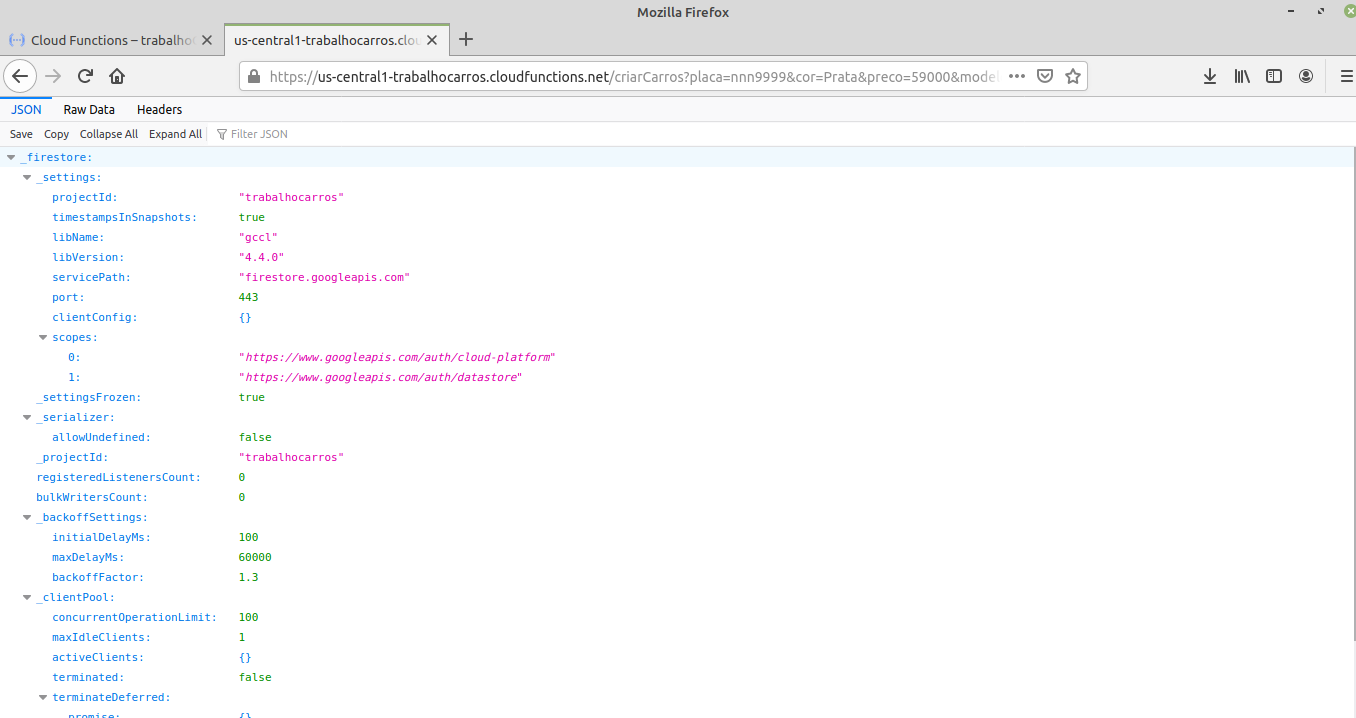 Mozilla Firefox
Cloud Functions – trabalho
us-central1-trabalhocarros.clou
https://us-central1-trabalhocarros.cloudfunctions.net/criarCarros?placa=nnn9999&cor=Prata&preco=59000&model
JSON Raw Data Headers
Save Copy Collapse All Expand All Filter JSON
_firestore:
_settings:
projectId: "trabalhocarros"
timestampsInSnapshots: true
libName: "gccl"
libVersion: "4.4.0"
servicePath: "firestore.googleapis.com"
port: 443
clientConfig: {}
scopes:
0: "https://www.googleapis.com/auth/cloud-platform"
1: "https://www.googleapis.com/auth/datastore"
_settingsFrozen: true
_serializer:
allowUndefined: false
_projectId: "trabalhocarros"
registeredListenersCount: 0
bulkWritersCount: 0
_backoffSettings:
initialDelayMs: 100
maxDelayMs: 60000
backoffFactor: 1.3
_clientPool:
concurrentOperationLimit: 100
maxIdleClients: 1
activeClients: {}
terminated: false
terminateDeferred:
promise: {}